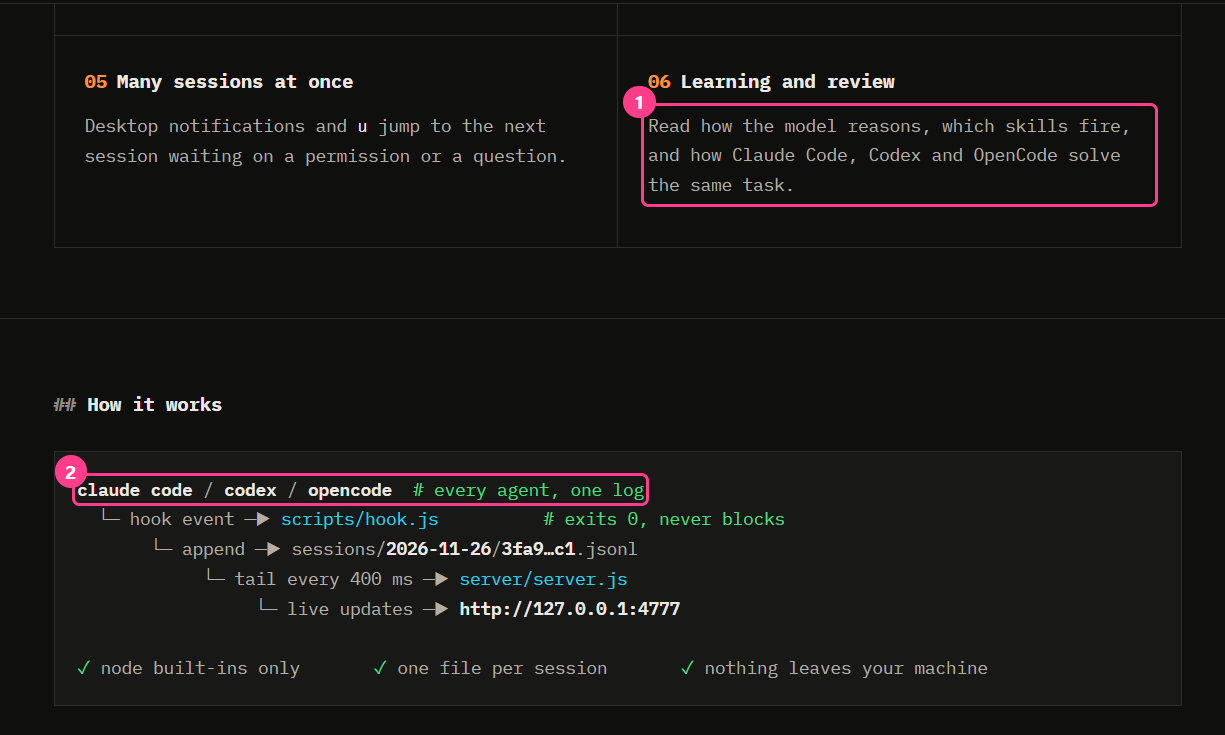 05 Many sessions at once
Desktop notifications and u jump to the next
session waiting on a permission or a question.
06 Learning and review
1
Read how the model reasons, which skills fire,
and how Claude Code, Codex and OpenCode solve
the same task.
## How it works
2
claude code / codex / opencode # every agent, one log
└─ hook event ─▶ scripts/hook.js # exits 0, never blocks
└─ append ─▶ sessions/2026-11-26/3fa9…c1.jsonl
└─ tail every 400 ms ─▶ server/server.js
└─ live updates ─▶ http://127.0.0.1:4777
✓ node built-ins only ✓ one file per session ✓ nothing leaves your machine